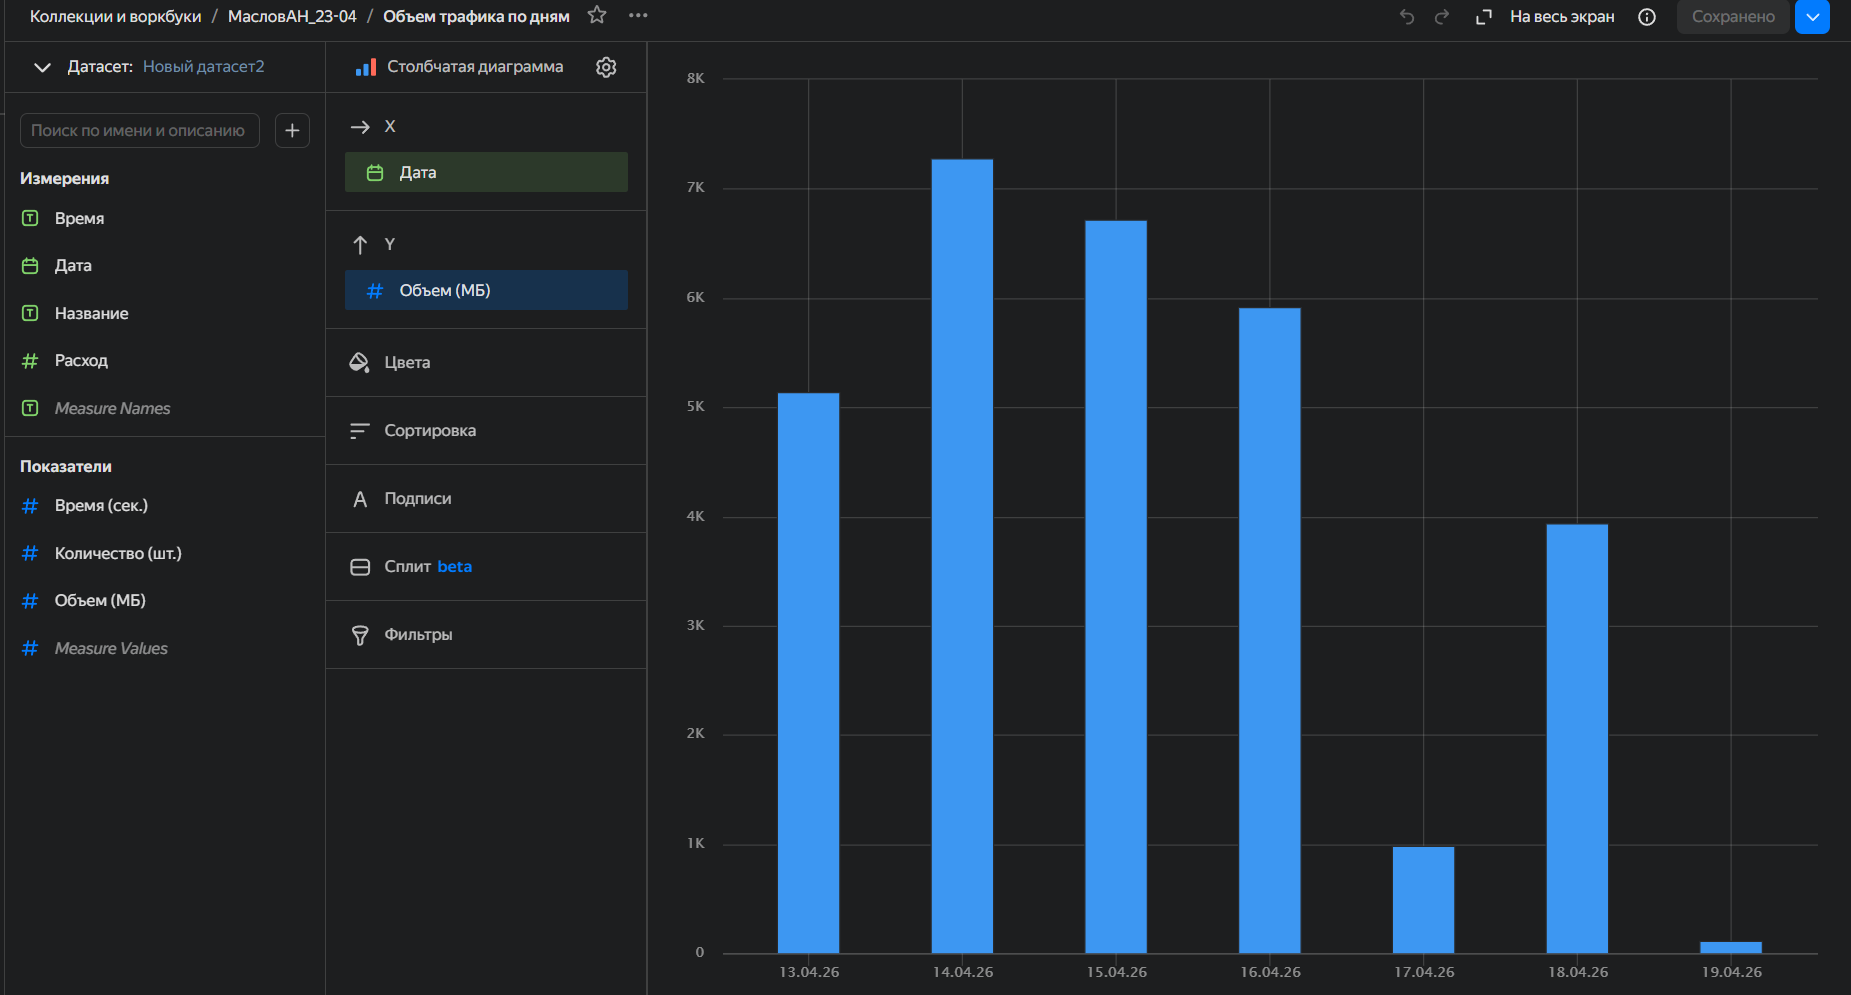 Коллекции и воркбуки / МасловАН_23-04 / Объем трафика по дням
На весь экран
Сохранено
Датасет: Новый датасет2
Поиск по имени и описанию
Измерения
Время
Дата
Название
Расход
Measure Names
Показатели
Время (сек.)
Количество (шт.)
Объем (МБ)
Measure Values
Столбчатая диаграмма
X
Дата
Y
Объем (МБ)
Цвета
Сортировка
Подписи
Сплит beta
Фильтры
8K
7K
6K
5K
4K
3K
2K
1K
0
13.04.26 14.04.26 15.04.26 16.04.26 17.04.26 18.04.26 19.04.26